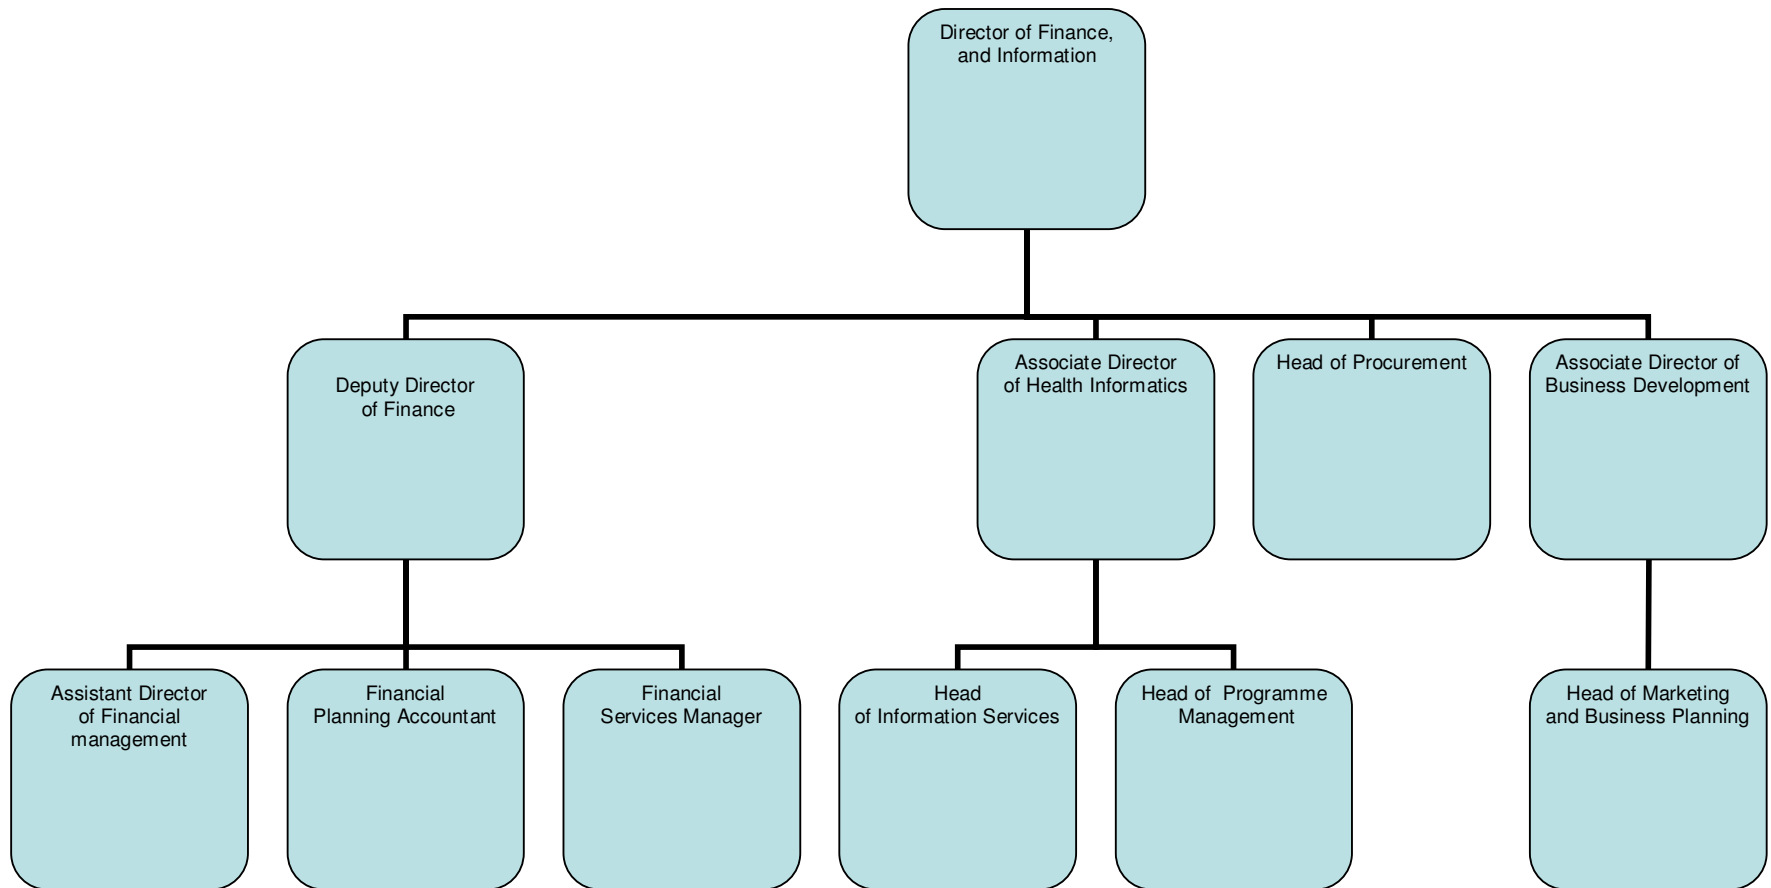 Director of Finance,
and Information
Deputy Director
of Finance
Associate Director
of Health Informatics
Head of Procurement
Associate Director of
Business Development
Assistant Director
of Financial
management
Financial
Planning Accountant
Financial
Services Manager
Head
of Information Services
Head of  Programme
Management
Head of Marketing
and Business Planning